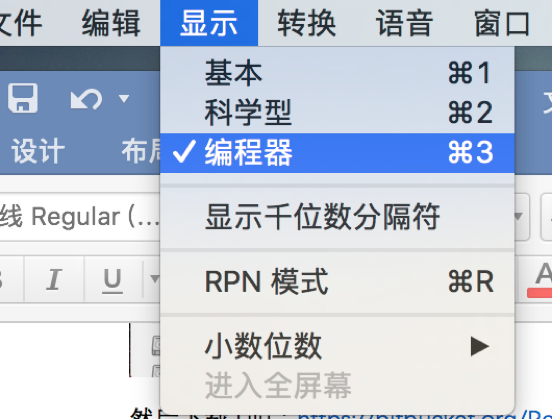 文件 编辑 显示 转换 语音 窗口
基本 ⌘1
科学型 ⌘2
设计 布局
✓ 编程器 ⌘3
线 Regular (...
显示千位数分隔符
I U A
RPN 模式 ⌘R
小数位数 ▶
进入全屏幕